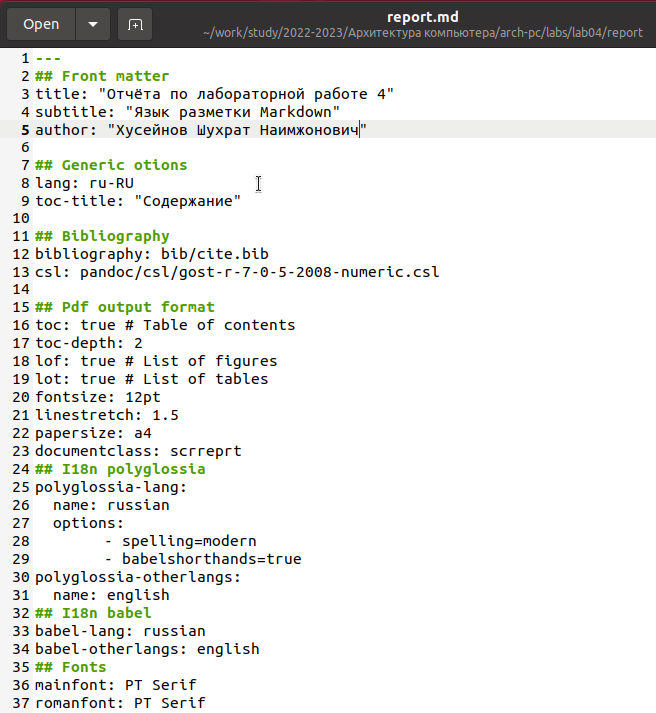 Open
report.md
~/work/study/2022-2023/Архитектура компьютера/arch-pc/labs/lab04/report
1 ---
2 ## Front matter
3 title: "Отчёта по лабораторной работе 4"
4 subtitle: "Язык разметки Markdown"
5 author: "Хусейнов Шухрат Наимжонович"
6
7 ## Generic otions
8 lang: ru-RU
9 toc-title: "Содержание"
10
11 ## Bibliography
12 bibliography: bib/cite.bib
13 csl: pandoc/csl/gost-r-7-0-5-2008-numeric.csl
14
15 ## Pdf output format
16 toc: true # Table of contents
17 toc-depth: 2
18 lof: true # List of figures
19 lot: true # List of tables
20 fontsize: 12pt
21 linestretch: 1.5
22 papersize: a4
23 documentclass: scrreprt
24 ## I18n polyglossia
25 polyglossia-lang:
26   name: russian
27   options:
28         - spelling=modern
29         - babelshorthands=true
30 polyglossia-otherlangs:
31   name: english
32 ## I18n babel
33 babel-lang: russian
34 babel-otherlangs: english
35 ## Fonts
36 mainfont: PT Serif
37 romanfont: PT Serif